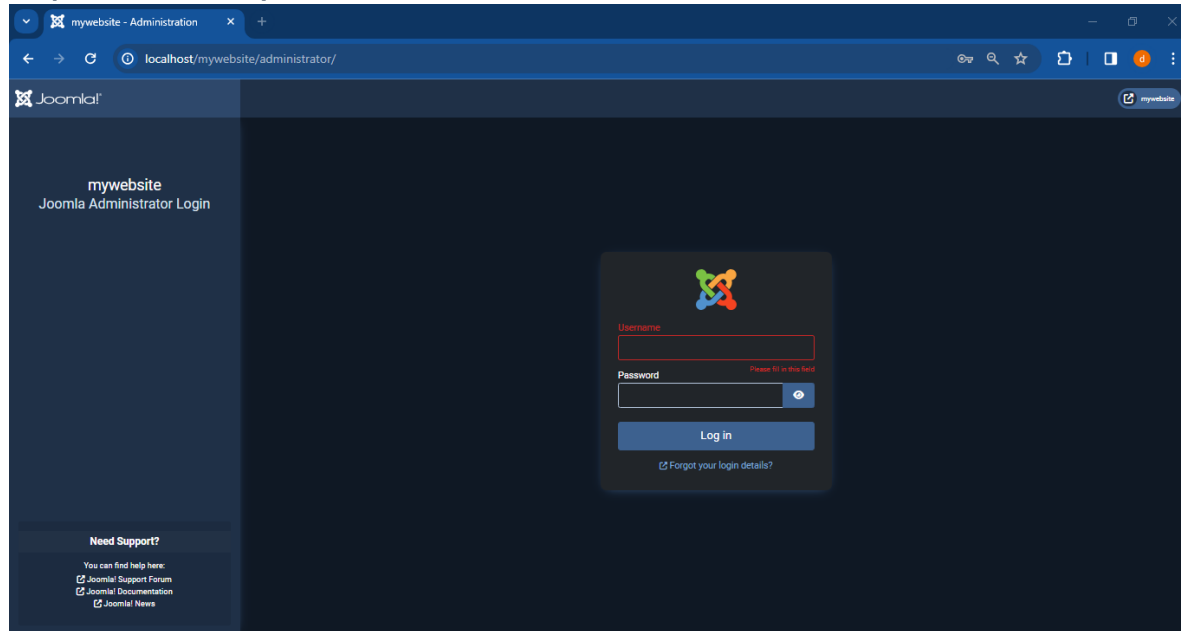 mywebsite - Administration
localhost/mywebsite/administrator/
d
Joomla!
mywebsite
mywebsite
Joomla Administrator Login
Username
Please fill in this field
Password
Log in
Forgot your login details?
Need Support?
You can find help here:
Joomla! Support Forum
Joomla! Documentation
Joomla! News